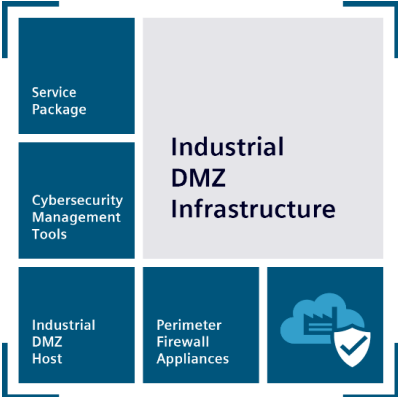 Service
Package
Industrial
DMZ
Infrastructure
Cybersecurity
Management
Tools
Industrial
DMZ
Host
Perimeter
Firewall
Appliances